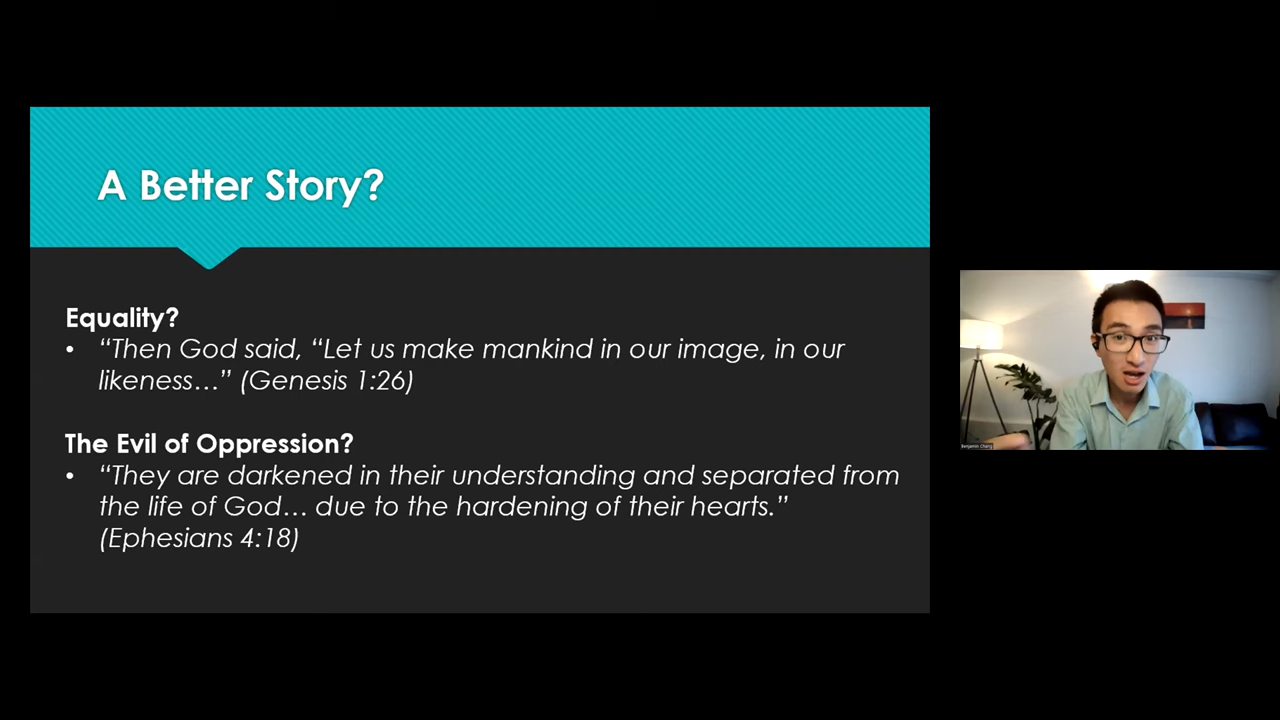 A Better Story?
Equality?
• “Then God said, “Let us make mankind in our image, in our
likeness…” (Genesis 1:26)
The Evil of Oppression?
• “They are darkened in their understanding and separated from
the life of God… due to the hardening of their hearts.”
(Ephesians 4:18)
Benjamin Chang